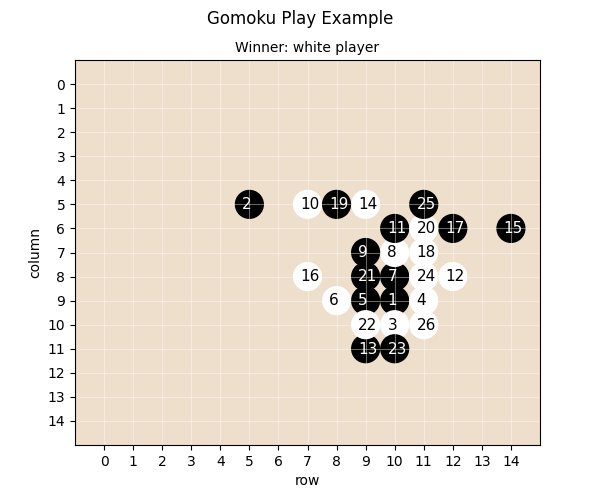 Gomoku Play Example
Winner: white player
0
1
2
3
4
5 2 10 19 14 25
6 11 20 17 15
7 9 8 18
8 16 21 7 24 12
9 6 5 1 4
10 22 3 26
11 13 23
12
13
14
column
0 1 2 3 4 5 6 7 8 9 10 11 12 13 14
row